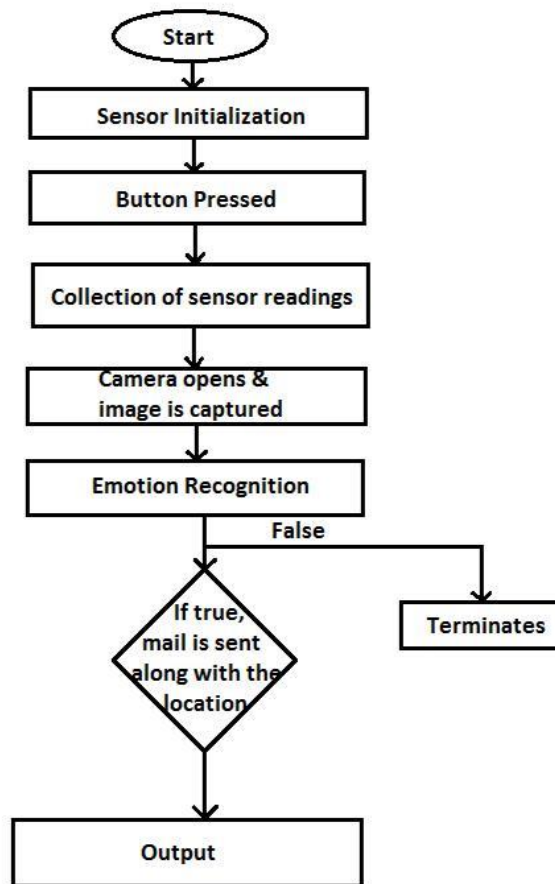 Start
Sensor Initialization
Button Pressed
Collection of sensor readings
Camera opens &
image is captured
Emotion Recognition
False
If true,
mail is sent
along with the
location
Terminates
Output